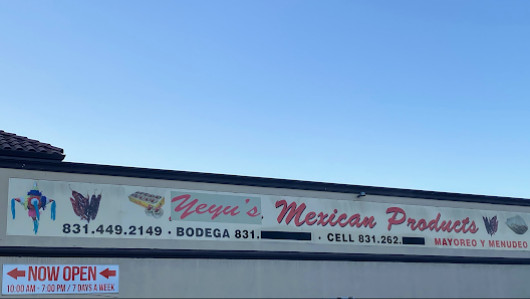 Yeyu's Mexican Products
831.449.2149 · BODEGA 831. · CELL 831.262.
MAYOREO Y MENUDEO
NOW OPEN
10:00 AM - 7:00 PM / 7 DAYS A WEEK